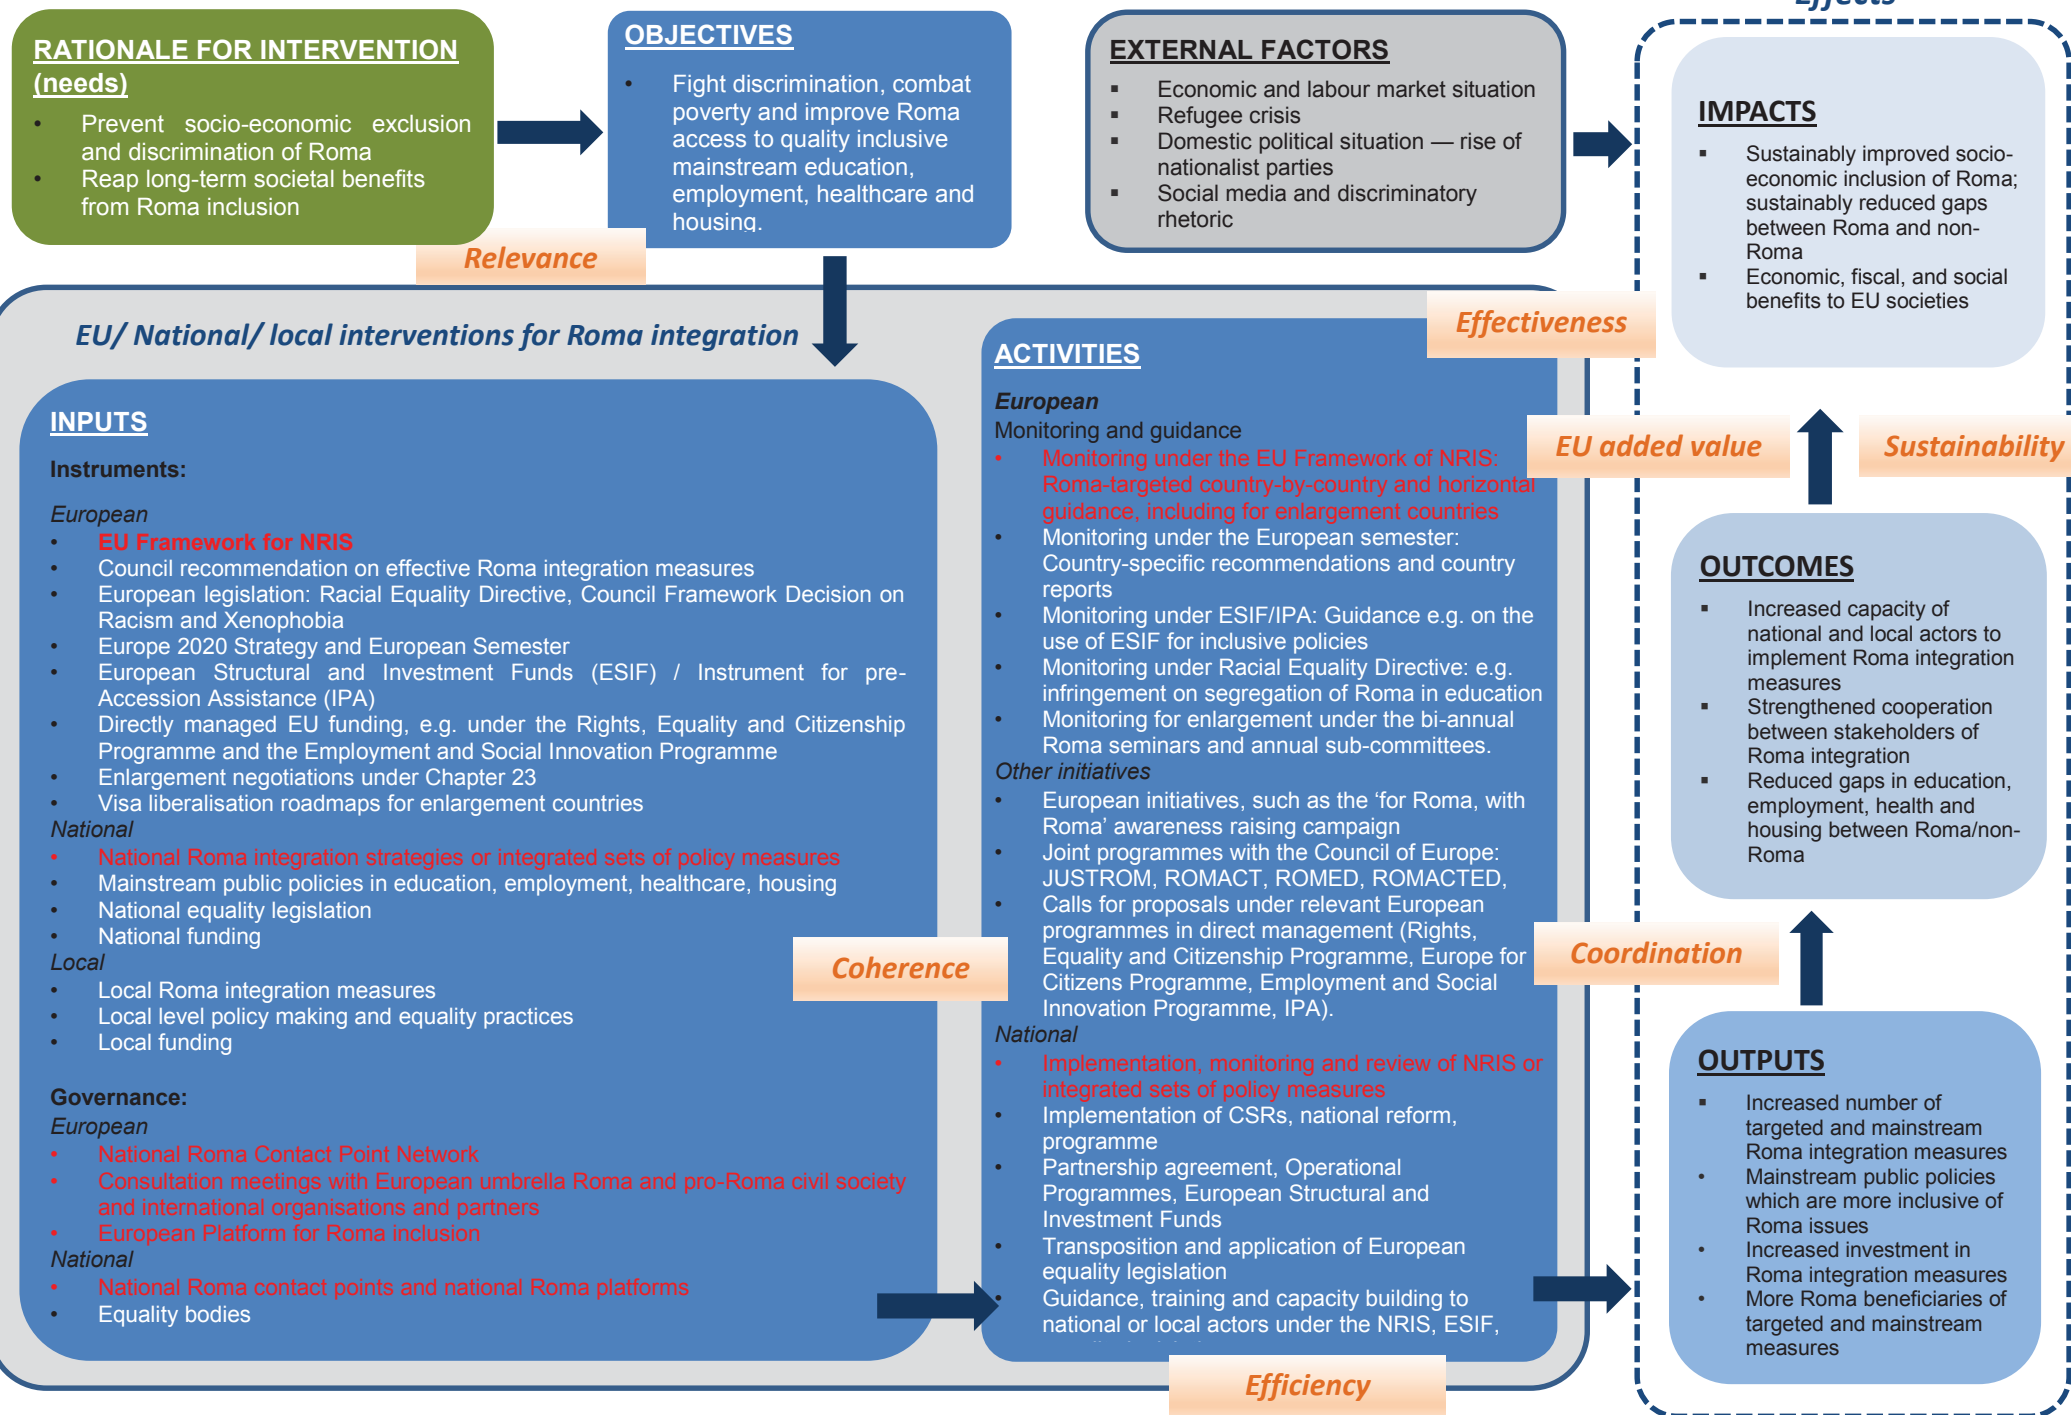 Effects
RATIONALE FOR INTERVENTION
(needs)
• Prevent socio-economic exclusion
and discrimination of Roma
• Reap long-term societal benefits
from Roma inclusion
OBJECTIVES
• Fight discrimination, combat
poverty and improve Roma
access to quality inclusive
mainstream education,
employment, healthcare and
housing.
EXTERNAL FACTORS
▪ Economic and labour market situation
▪ Refugee crisis
▪ Domestic political situation — rise of
nationalist parties
▪ Social media and discriminatory
rhetoric
IMPACTS
▪ Sustainably improved socio-
economic inclusion of Roma;
sustainably reduced gaps
between Roma and non-
Roma
▪ Economic, fiscal, and social
benefits to EU societies
Relevance
Effectiveness
EU/ National/ local interventions for Roma integration
INPUTS
Instruments:
European
• EU Framework for NRIS
• Council recommendation on effective Roma integration measures
• European legislation: Racial Equality Directive, Council Framework Decision on
Racism and Xenophobia
• Europe 2020 Strategy and European Semester
• European Structural and Investment Funds (ESIF) / Instrument for pre-
Accession Assistance (IPA)
• Directly managed EU funding, e.g. under the Rights, Equality and Citizenship
Programme and the Employment and Social Innovation Programme
• Enlargement negotiations under Chapter 23
• Visa liberalisation roadmaps for enlargement countries
National
• National Roma integration strategies or integrated sets of policy measures
• Mainstream public policies in education, employment, healthcare, housing
• National equality legislation
• National funding
Local
• Local Roma integration measures
• Local level policy making and equality practices
• Local funding
Governance:
European
• National Roma Contact Point Network
• Consultation meetings with European umbrella Roma and pro-Roma civil society
and international organisations and partners
• European Platform for Roma inclusion
National
• National Roma contact points and national Roma platforms
• Equality bodies
Coherence
ACTIVITIES
European
Monitoring and guidance
• Monitoring under the EU Framework of NRIS:
Roma-targeted country-by-country and horizontal
guidance, including for enlargement countries
• Monitoring under the European semester:
Country-specific recommendations and country
reports
• Monitoring under ESIF/IPA: Guidance e.g. on the
use of ESIF for inclusive policies
• Monitoring under Racial Equality Directive: e.g.
infringement on segregation of Roma in education
• Monitoring for enlargement under the bi-annual
Roma seminars and annual sub-committees.
Other initiatives
• European initiatives, such as the ‘for Roma, with
Roma’ awareness raising campaign
• Joint programmes with the Council of Europe:
JUSTROM, ROMACT, ROMED, ROMACTED,
• Calls for proposals under relevant European
programmes in direct management (Rights,
Equality and Citizenship Programme, Europe for
Citizens Programme, Employment and Social
Innovation Programme, IPA).
National
• Implementation, monitoring and review of NRIS or
integrated sets of policy measures
• Implementation of CSRs, national reform,
programme
• Partnership agreement, Operational
Programmes, European Structural and
Investment Funds
• Transposition and application of European
equality legislation
• Guidance, training and capacity building to
national or local actors under the NRIS, ESIF,
Efficiency
EU added value
Sustainability
OUTCOMES
▪ Increased capacity of
national and local actors to
implement Roma integration
measures
▪ Strengthened cooperation
between stakeholders of
Roma integration
▪ Reduced gaps in education,
employment, health and
housing between Roma/non-
Roma
Coordination
OUTPUTS
▪ Increased number of
targeted and mainstream
Roma integration measures
• Mainstream public policies
which are more inclusive of
Roma issues
• Increased investment in
Roma integration measures
• More Roma beneficiaries of
targeted and mainstream
measures